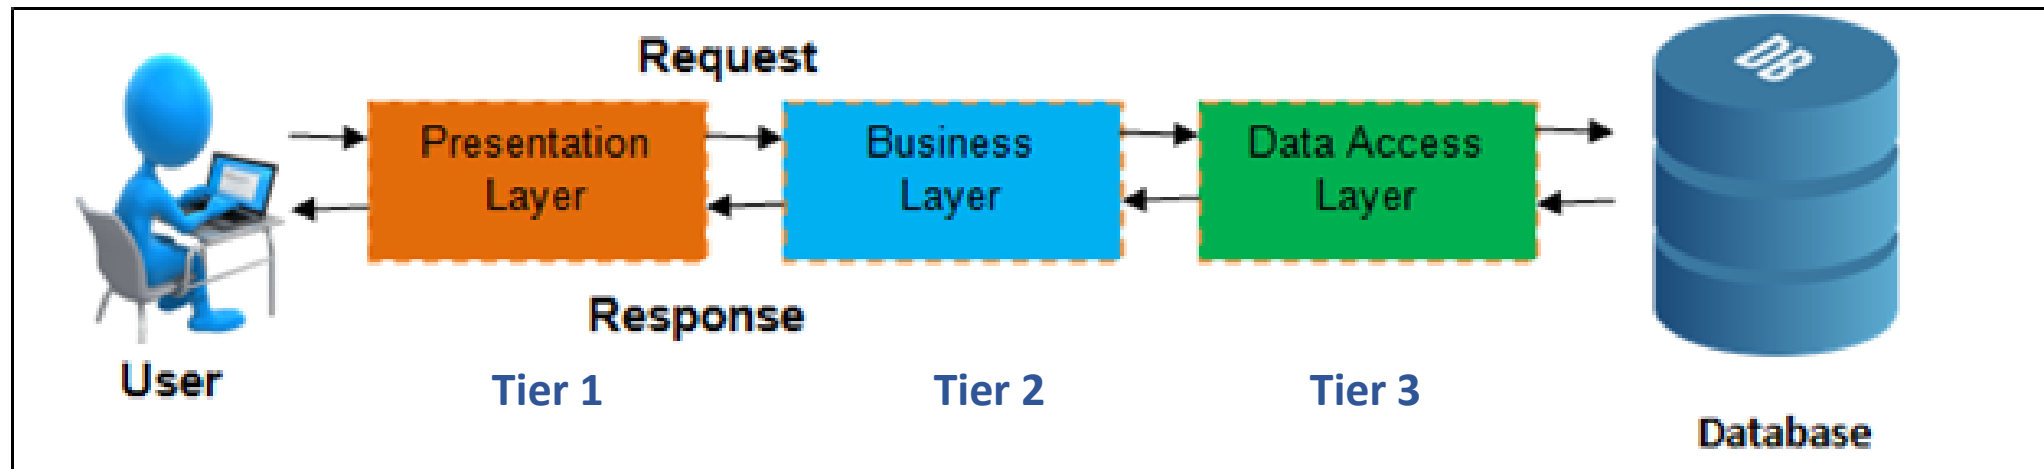 Request
Presentation
Layer
Business
Layer
Data Access
Layer
DB
Response
User
Tier 1
Tier 2
Tier 3
Database